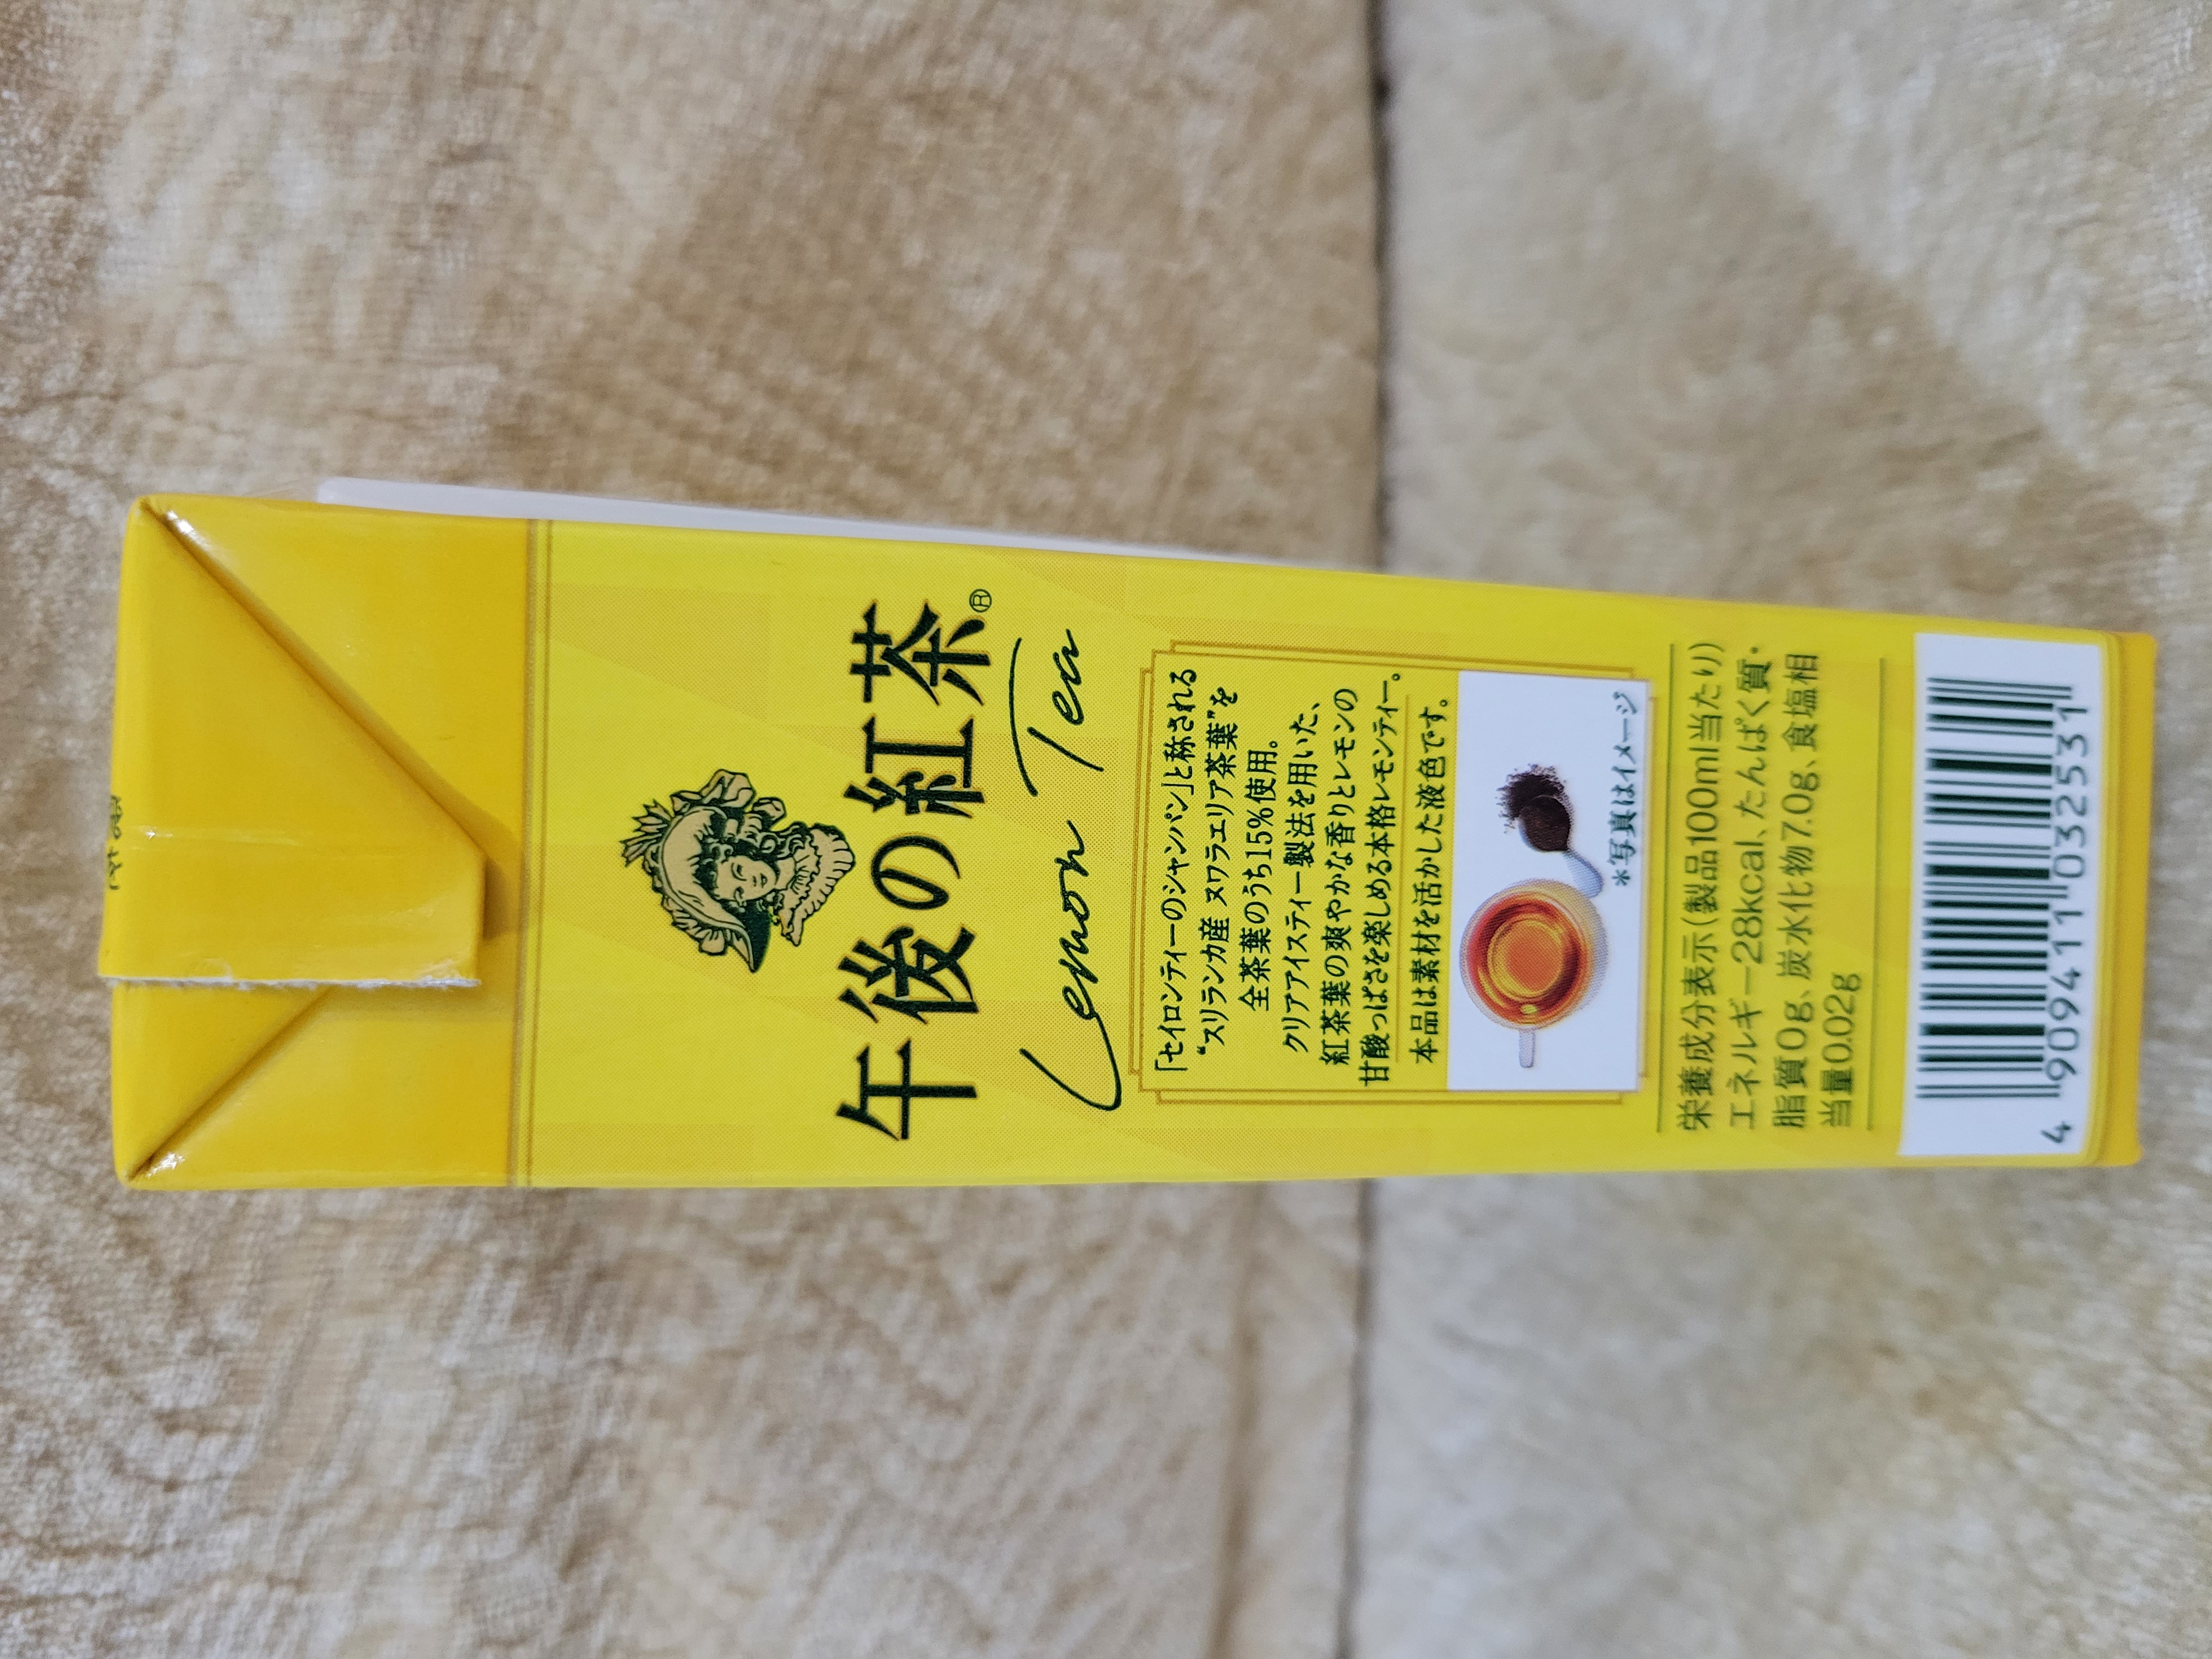 午後の紅茶®
Lemon Tea
「セイロンティーのシャンパン」と称される
“スリランカ産 ヌワラエリア茶葉”を
全茶葉のうち15%使用。
クリアアイスティー製法を用いた、
紅茶葉の爽やかな香りとレモンの
甘酸っぱさを楽しめる本格レモンティー。
本品は素材を活かした液色です。
*写真はイメージ
栄養成分表示(製品100ml当たり)
エネルギー28kcal、たんぱく質・
脂質0g、炭水化物7.0g、食塩相
当量0.02g
4 909411 032531